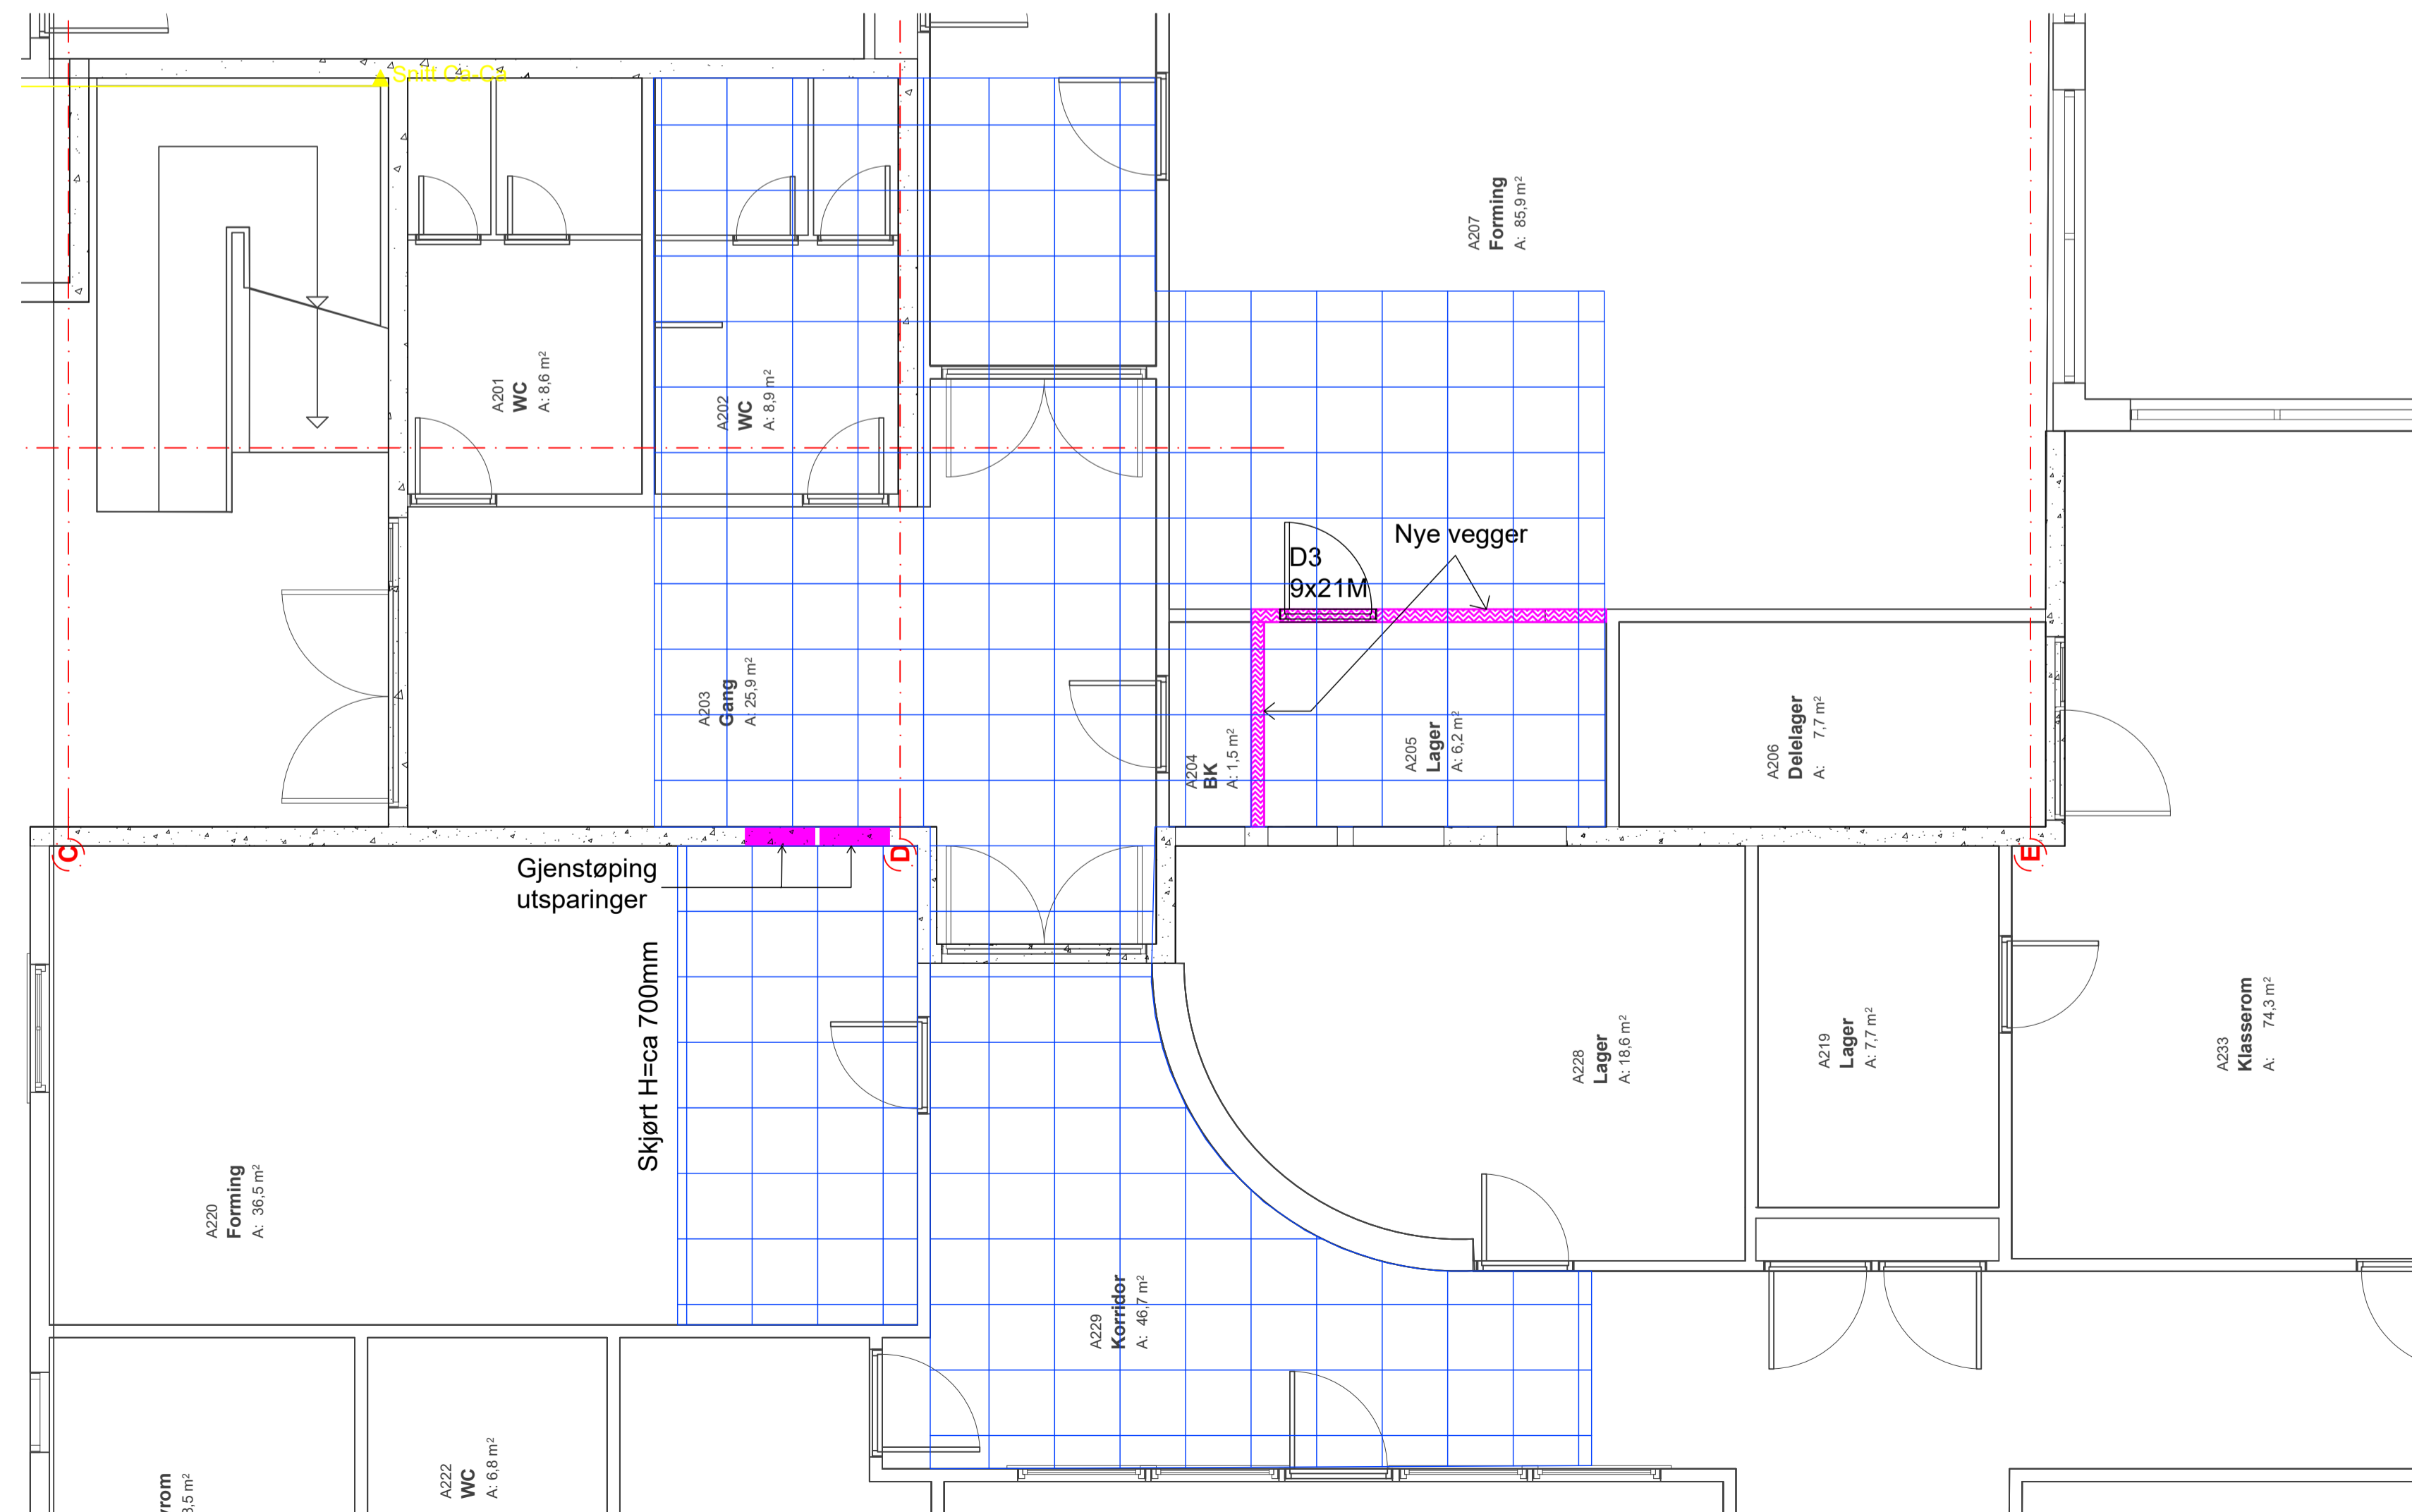 Snitt Ca-Ca
A207
Forming
A: 85,9 m²
A201
WC
A: 8,6 m²
A202
WC
A: 8,9 m²
D3
9x21M
Nye vegger
A203
Gang
A: 25,9 m²
A204
BK
A: 1,5 m²
A205
Lager
A: 6,2 m²
A206
Delelager
A: 7,7 m²
C
D
E
Gjenstøping
utsparinger
Skjørt H=ca 700mm
A220
Forming
A: 36,5 m²
A228
Lager
A: 18,6 m²
A219
Lager
A: 7,7 m²
A233
Klasserom
A: 74,3 m²
A229
Korridor
A: 46,7 m²
A222
WC
A: 6,8 m²